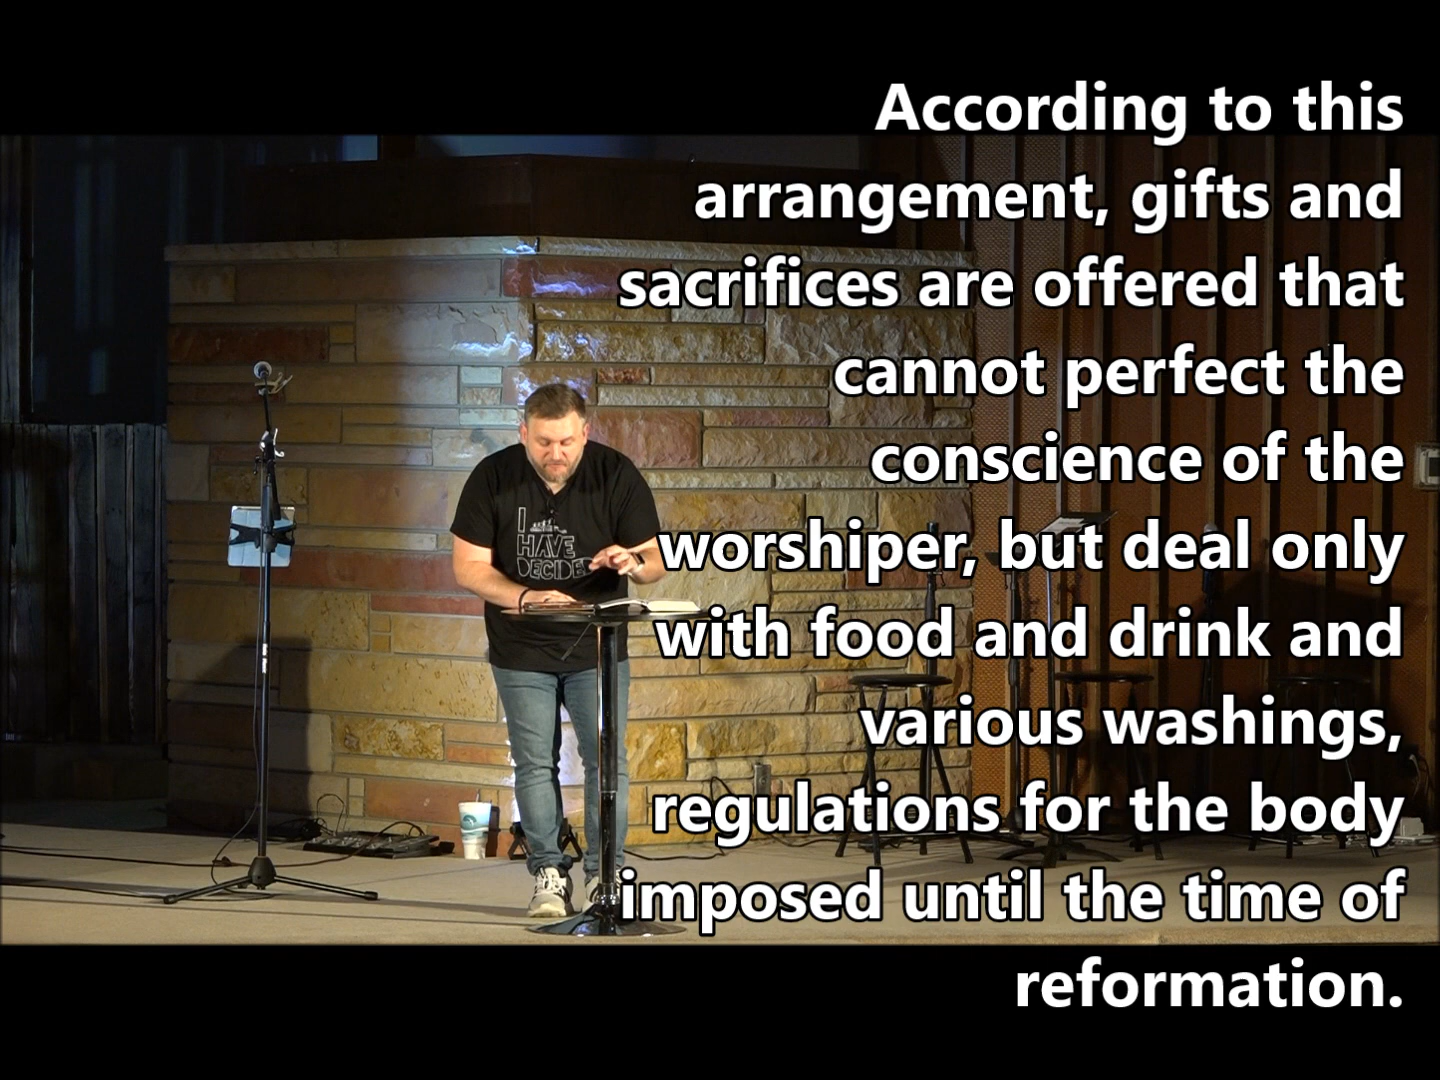 According to this
arrangement, gifts and
sacrifices are offered that
cannot perfect the
conscience of the
worshiper, but deal only
with food and drink and
various washings,
regulations for the body
imposed until the time of
reformation.
I
HAVE
DECIDE